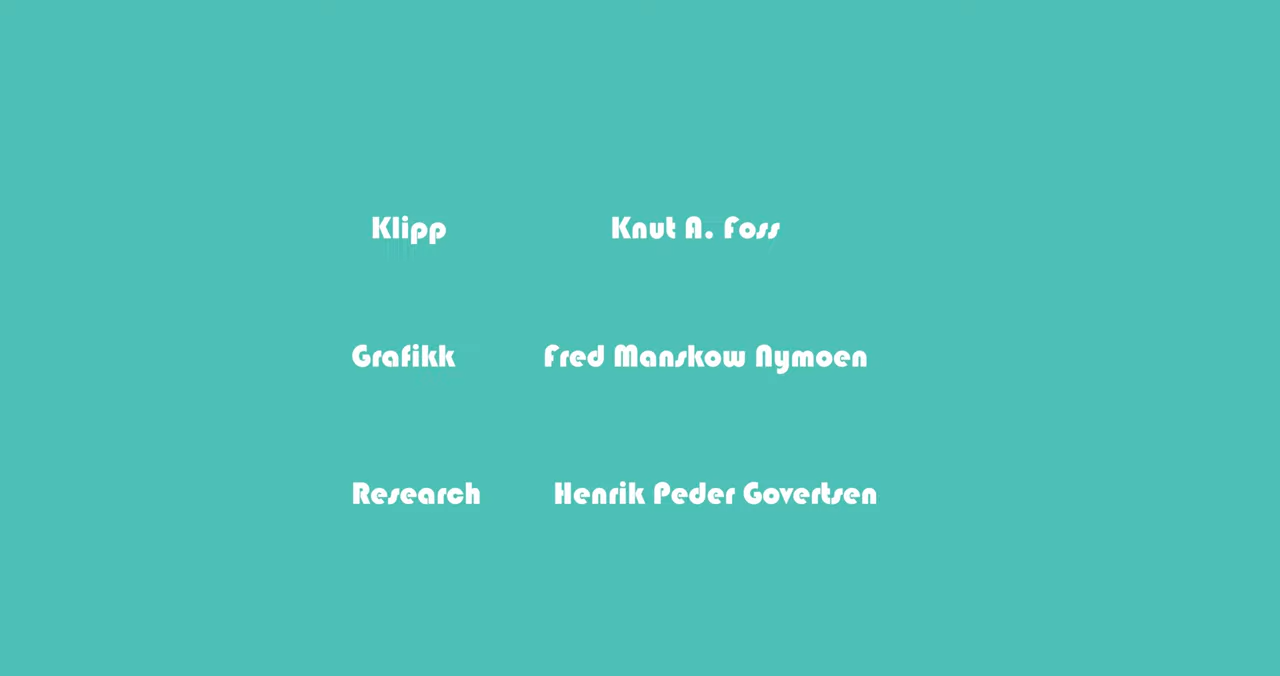 Klipp Knut A. Foss
Grafikk Fred Manskow Nymoen
Research Henrik Peder Govertsen